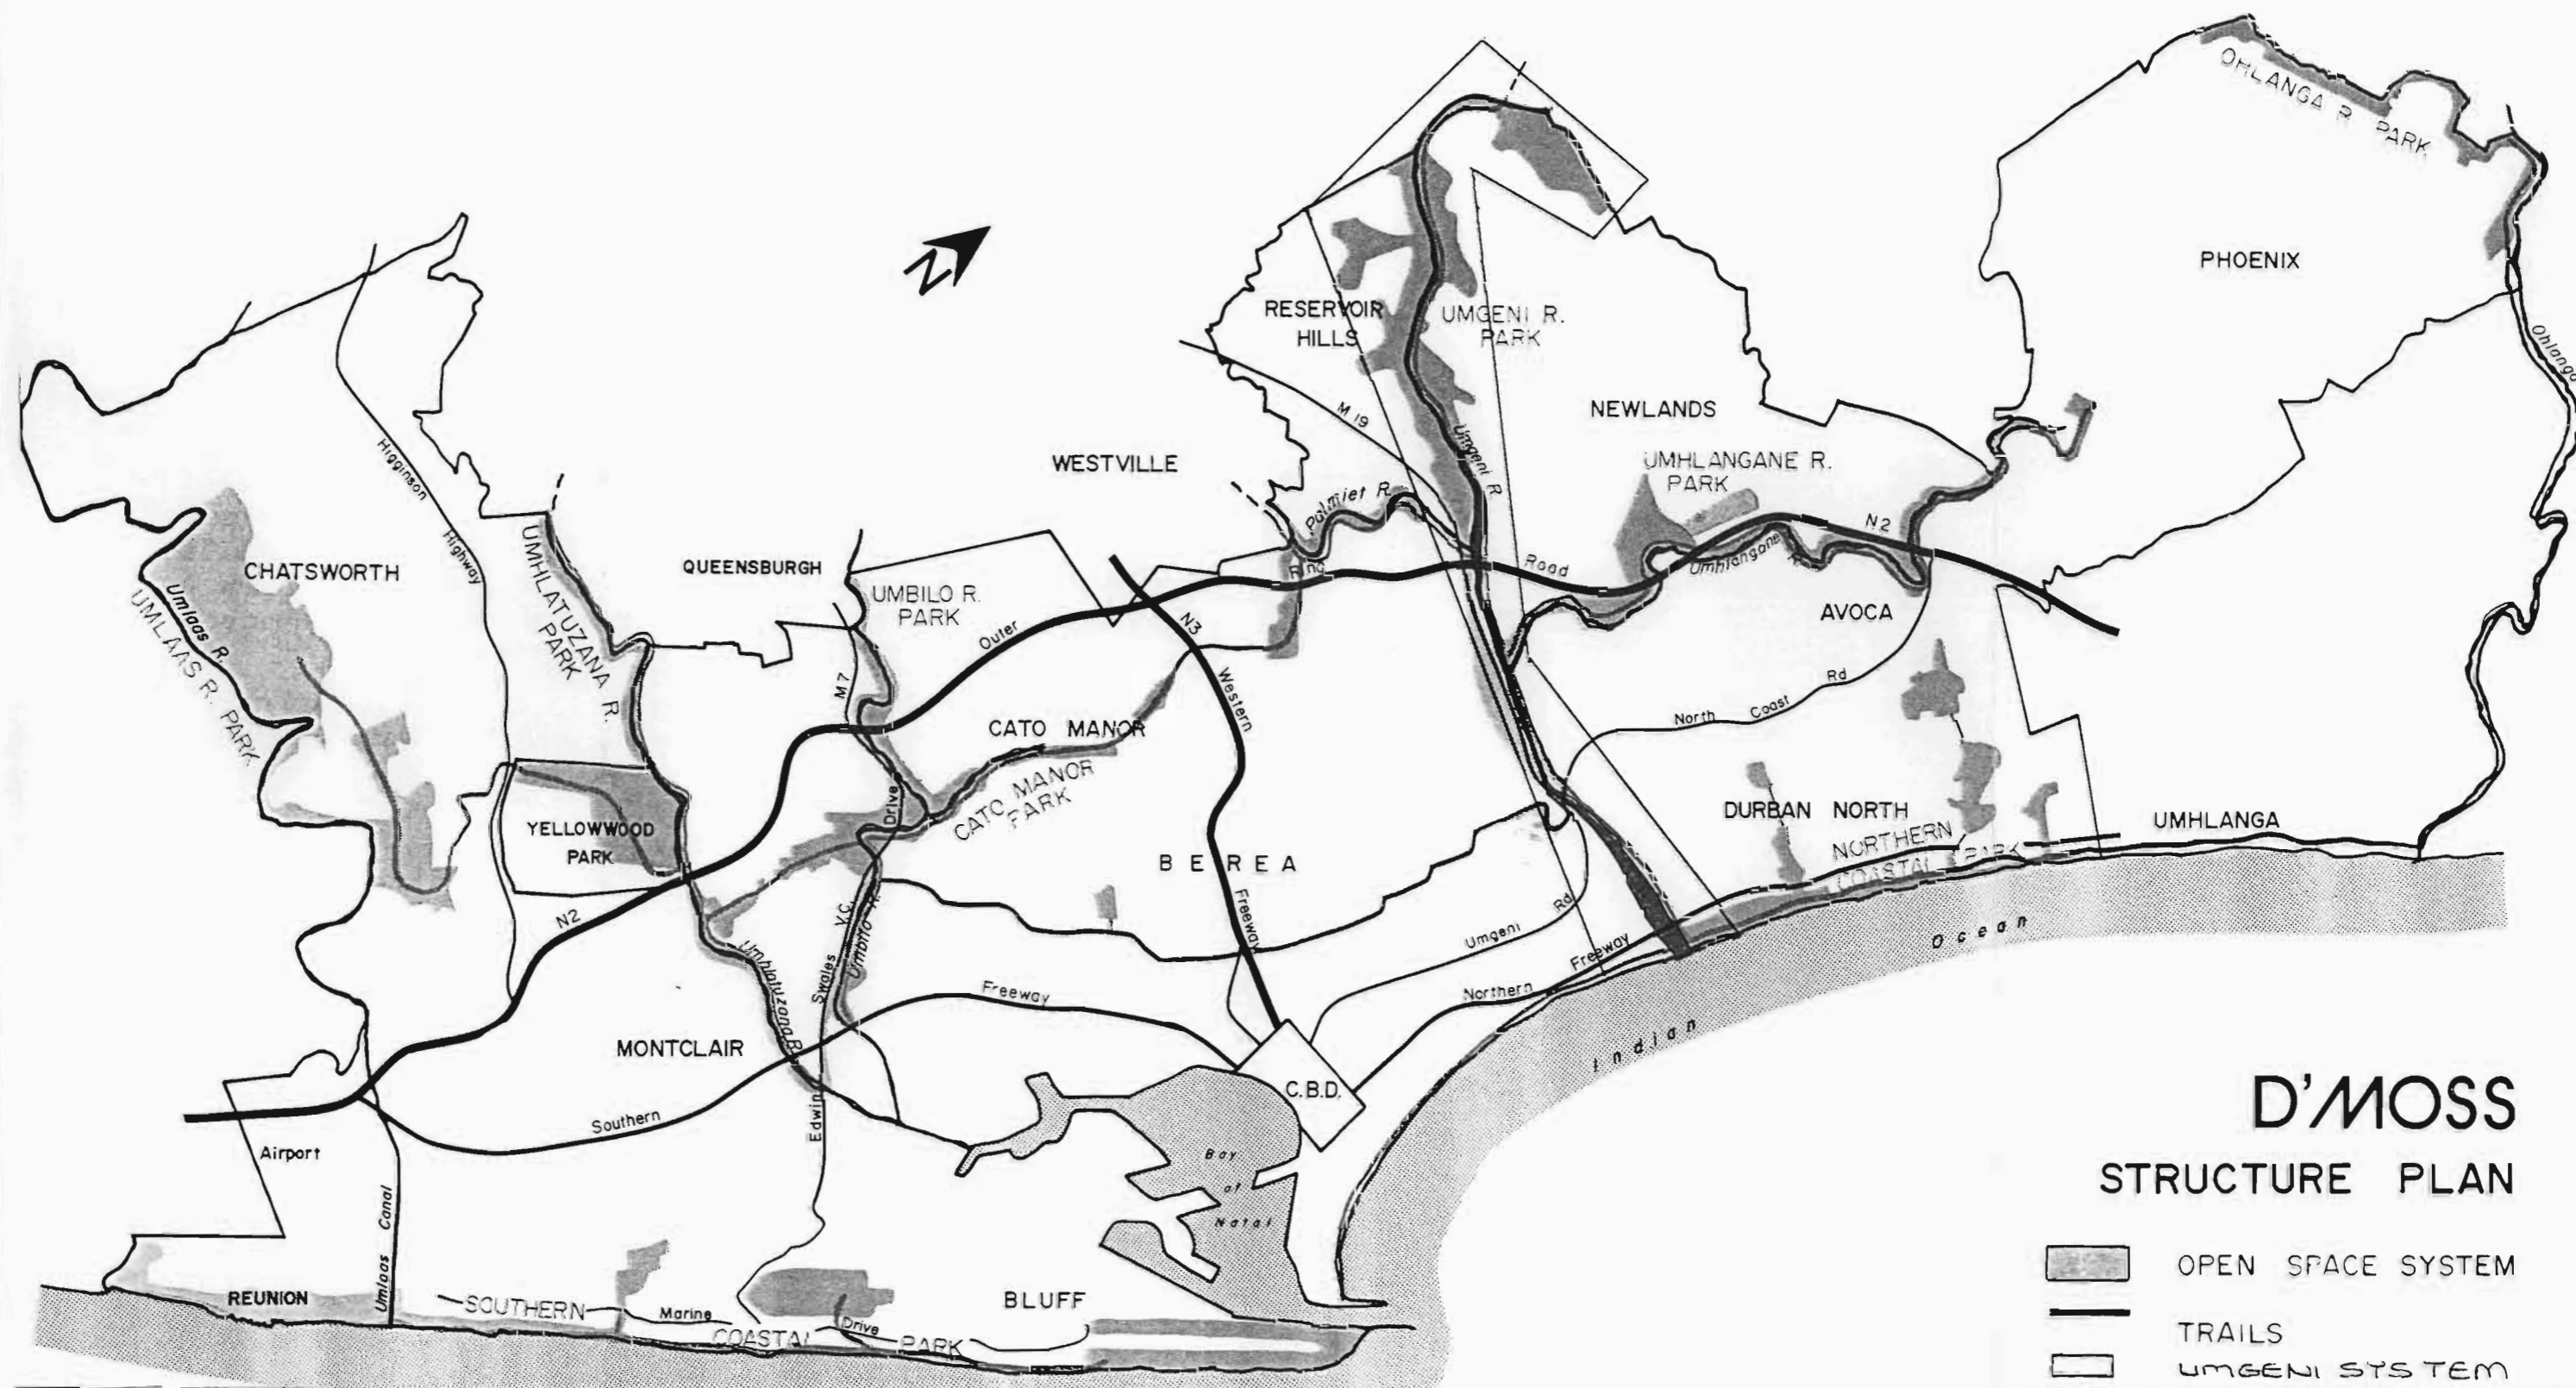 OHLANGA R. PARK
PHOENIX
Ohlanga
RESERVOIR
HILLS
UMGENI R.
PARK
M 19
NEWLANDS
Umgeni R.
WESTVILLE
UMHLANGANE R.
PARK
Palmiet R.
N2
Higginson
Highway
CHATSWORTH
UMHLATUZANA R.
PARK
QUEENSBURGH
UMBILO R.
PARK
Ring
Road
Umhlangane R.
AVOCA
Umlaas R.
UMLAAS R. PARK
Outer
N3
Western
Freeway
M7
North Coast Rd
CATO MANOR
CATO MANOR
PARK
Drive
YELLOWWOOD
PARK
DURBAN NORTH
NORTHERN
COASTAL PARK
UMHLANGA
BEREA
N2
Umhlatuzana R.
Swales
V.C.
Umbilo R.
Umgeni Rd
Northern Freeway
Freeway
Indian Ocean
MONTCLAIR
C.B.D.
Southern
Edwin
Airport
Bay
of
Natal
Umlaas Canal
REUNION
SOUTHERN
Marine
COASTAL
Drive
PARK
BLUFF
N
D'MOSS
STRUCTURE PLAN
OPEN SPACE SYSTEM
TRAILS
UMGENI SYSTEM